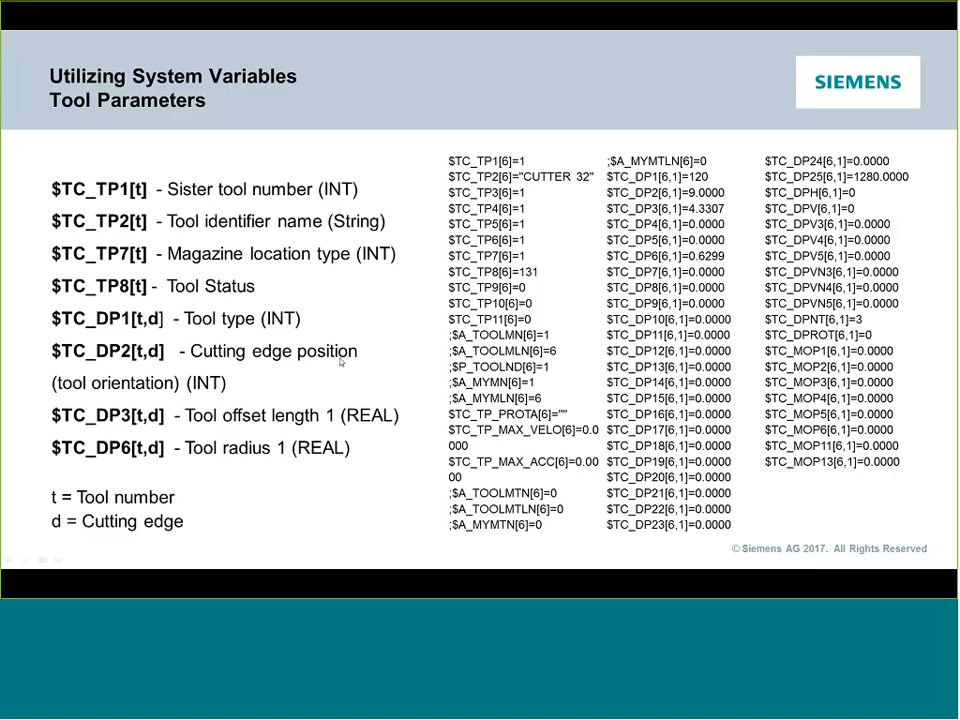 Utilizing System Variables
Tool Parameters
SIEMENS
$TC_TP1[t] - Sister tool number (INT)
$TC_TP2[t] - Tool identifier name (String)
$TC_TP7[t] - Magazine location type (INT)
$TC_TP8[t] - Tool Status
$TC_DP1[t,d] - Tool type (INT)
$TC_DP2[t,d] - Cutting edge position
(tool orientation) (INT)
$TC_DP3[t,d] - Tool offset length 1 (REAL)
$TC_DP6[t,d] - Tool radius 1 (REAL)
t = Tool number
d = Cutting edge
$TC_TP1[6]=1
$TC_TP2[6]="CUTTER 32"
$TC_TP3[6]=1
$TC_TP4[6]=1
$TC_TP5[6]=1
$TC_TP6[6]=1
$TC_TP7[6]=1
$TC_TP8[6]=131
$TC_TP9[6]=0
$TC_TP10[6]=0
$TC_TP11[6]=0
;$A_TOOLMN[6]=1
;$A_TOOLMLN[6]=6
;$P_TOOLND[6]=1
;$A_MYMN[6]=1
;$A_MYMLN[6]=6
$TC_TP_PROTA[6]=""
$TC_TP_MAX_VELO[6]=0.0
000
$TC_TP_MAX_ACC[6]=0.00
00
;$A_TOOLMTN[6]=0
;$A_TOOLMTLN[6]=0
;$A_MYMTN[6]=0
;$A_MYMTLN[6]=0
$TC_DP1[6,1]=120
$TC_DP2[6,1]=9.0000
$TC_DP3[6,1]=4.3307
$TC_DP4[6,1]=0.0000
$TC_DP5[6,1]=0.0000
$TC_DP6[6,1]=0.6299
$TC_DP7[6,1]=0.0000
$TC_DP8[6,1]=0.0000
$TC_DP9[6,1]=0.0000
$TC_DP10[6,1]=0.0000
$TC_DP11[6,1]=0.0000
$TC_DP12[6,1]=0.0000
$TC_DP13[6,1]=0.0000
$TC_DP14[6,1]=0.0000
$TC_DP15[6,1]=0.0000
$TC_DP16[6,1]=0.0000
$TC_DP17[6,1]=0.0000
$TC_DP18[6,1]=0.0000
$TC_DP19[6,1]=0.0000
$TC_DP20[6,1]=0.0000
$TC_DP21[6,1]=0.0000
$TC_DP22[6,1]=0.0000
$TC_DP23[6,1]=0.0000
$TC_DP24[6,1]=0.0000
$TC_DP25[6,1]=1280.0000
$TC_DPH[6,1]=0
$TC_DPV[6,1]=0
$TC_DPV3[6,1]=0.0000
$TC_DPV4[6,1]=0.0000
$TC_DPV5[6,1]=0.0000
$TC_DPVN3[6,1]=0.0000
$TC_DPVN4[6,1]=0.0000
$TC_DPVN5[6,1]=0.0000
$TC_DPNT[6,1]=3
$TC_DPROT[6,1]=0
$TC_MOP1[6,1]=0.0000
$TC_MOP2[6,1]=0.0000
$TC_MOP3[6,1]=0.0000
$TC_MOP4[6,1]=0.0000
$TC_MOP5[6,1]=0.0000
$TC_MOP6[6,1]=0.0000
$TC_MOP11[6,1]=0.0000
$TC_MOP13[6,1]=0.0000
© Siemens AG 2017. All Rights Reserved